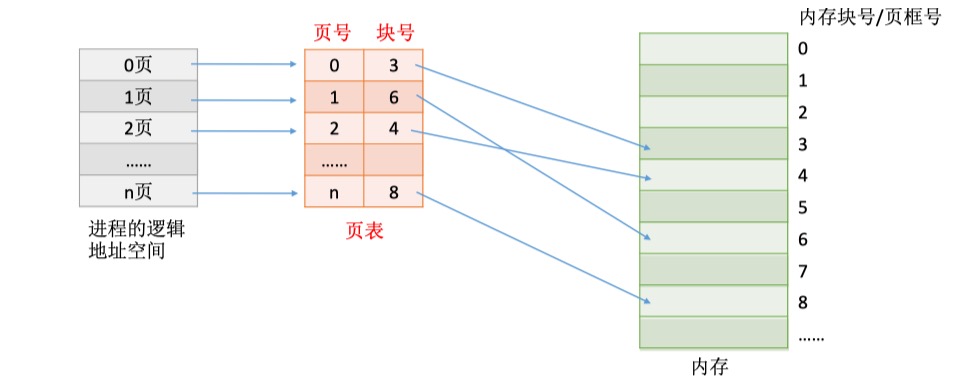 内存块号/页框号
页号 块号
0页 0 3
1页 1 6
2页 2 4
…… ……
n页 n 8
进程的逻辑
地址空间
页表
0
1
2
3
4
5
6
7
8
……
内存